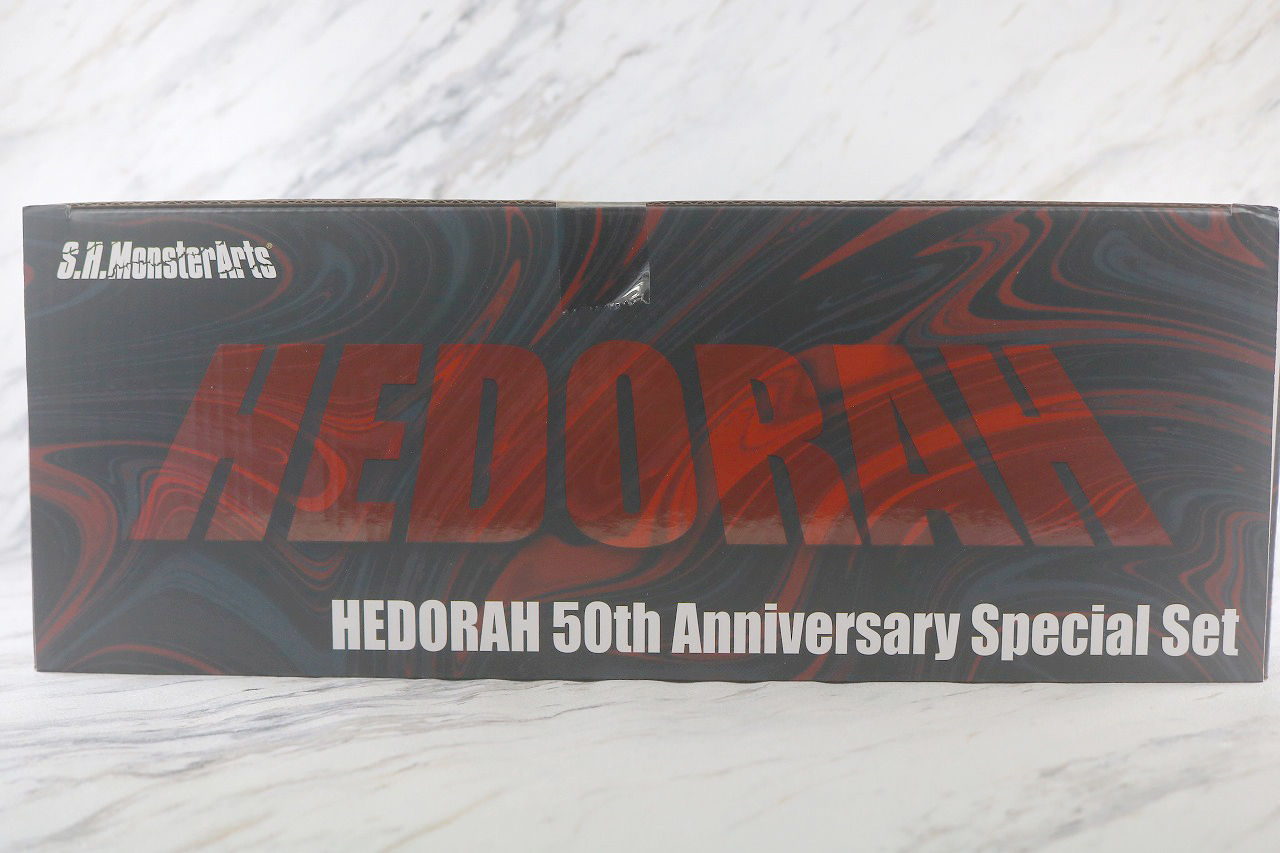 S.H.MonsterArts
HEDORAH
HEDORAH 50th Anniversary Special Set